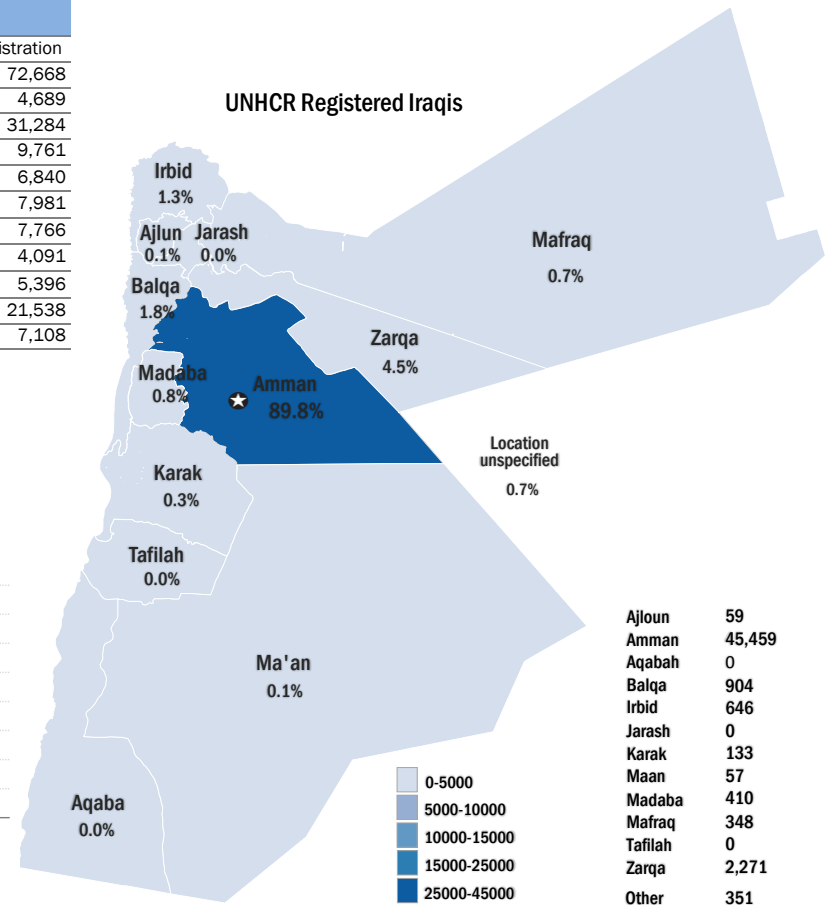 istration
72,668
4,689
31,284
9,761
6,840
7,981
7,766
4,091
5,396
21,538
7,108
UNHCR Registered Iraqis
Irbid
1.3%
Ajlun
0.1%
Jarash
0.0%
Balqa
1.8%
Mafraq
0.7%
Zarqa
4.5%
Madaba
0.8%
Amman
89.8%
Location
unspecified
0.7%
Karak
0.3%
Tafilah
0.0%
Ma'an
0.1%
Aqaba
0.0%
0-5000
5000-10000
10000-15000
15000-25000
25000-45000
Ajloun 59
Amman 45,459
Aqabah 0
Balqa 904
Irbid 646
Jarash 0
Karak 133
Maan 57
Madaba 410
Mafraq 348
Tafilah 0
Zarqa 2,271
Other 351